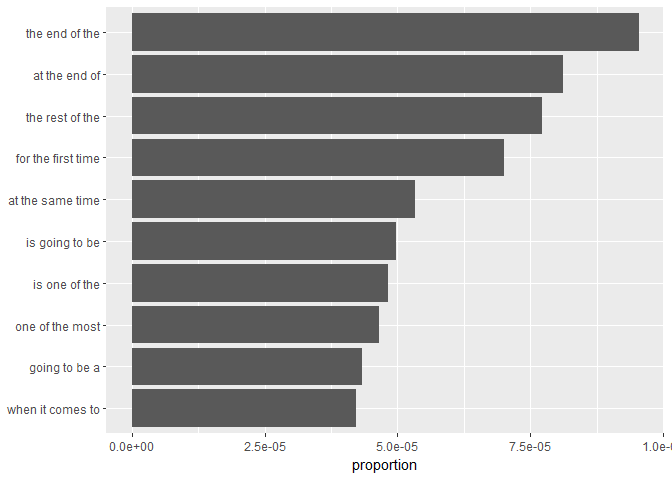 the end of the
at the end of
the rest of the
for the first time
at the same time
is going to be
is one of the
one of the most
going to be a
when it comes to
0.0e+00 2.5e-05 5.0e-05 7.5e-05 1.0e-0
proportion